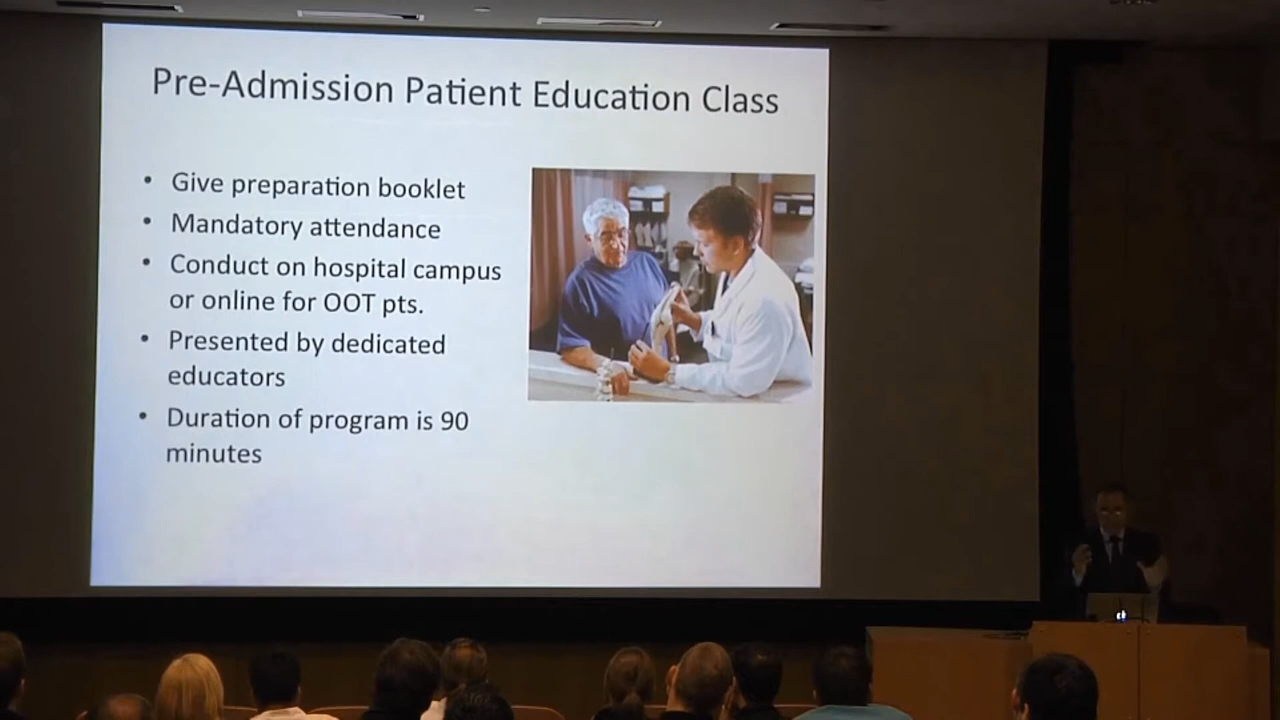 Pre-Admission Patient Education Class
• Give preparation booklet
• Mandatory attendance
• Conduct on hospital campus
or online for OOT pts.
• Presented by dedicated
educators
• Duration of program is 90
minutes